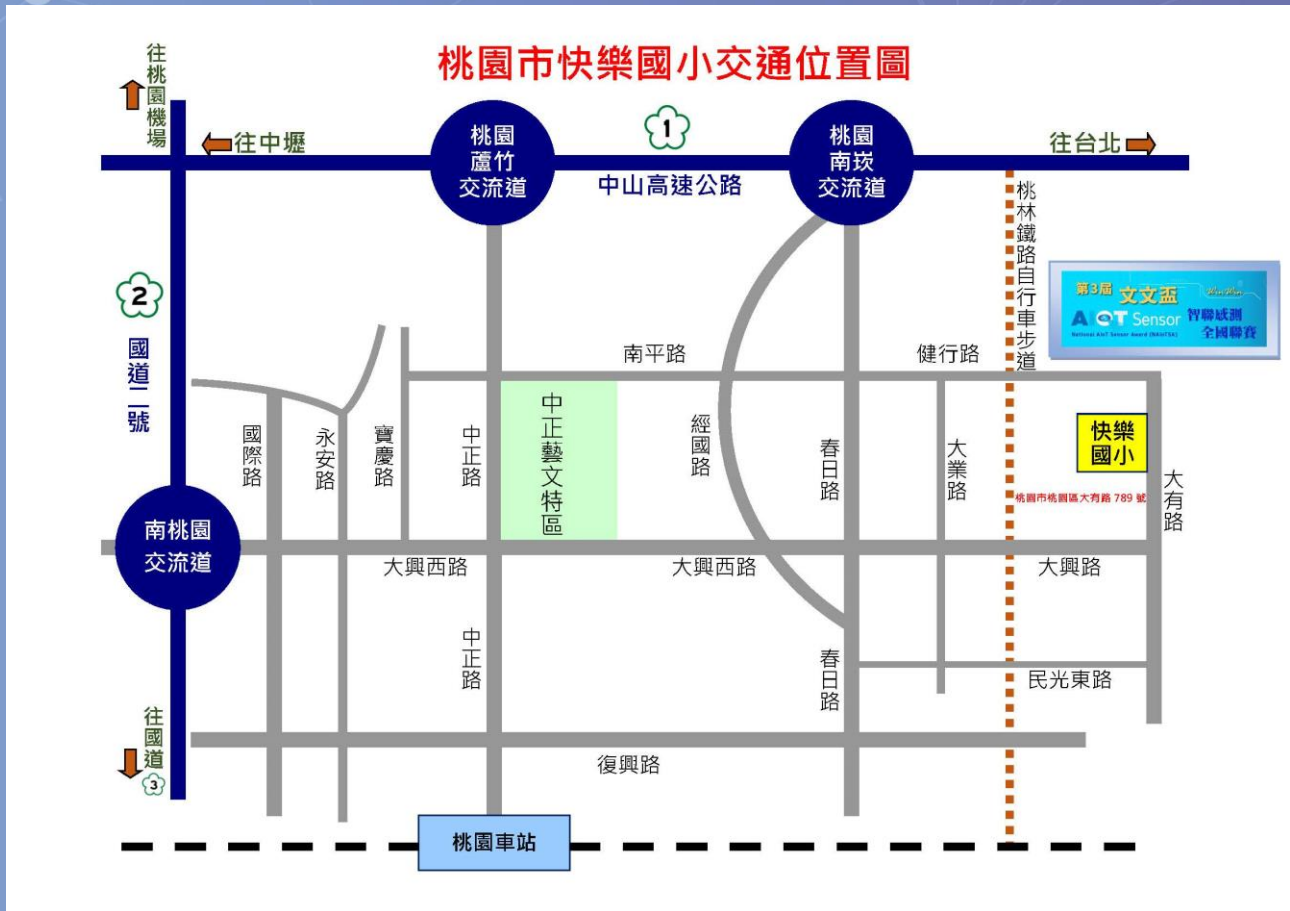 桃園市快樂國小交通位置圖
往桃園機場
往中壢
桃園
蘆竹
交流道
1
中山高速公路
桃園
南崁
交流道
往台北
桃林鐵路自行車步道
2
國道二號
第3屆 文文盃
AIOT Sensor 智聯感測
National AIoT Sensor Award (NAIoTSA)
全國聯賽
南平路
健行路
國際路
永安路
寶慶路
中正路
中正藝文特區
經國路
春日路
大業路
快樂
國小
桃園市桃園區大有路 789 號
大有路
南桃園
交流道
大興西路
大興西路
大興路
中正路
春日路
民光東路
往國道
3
復興路
桃園車站